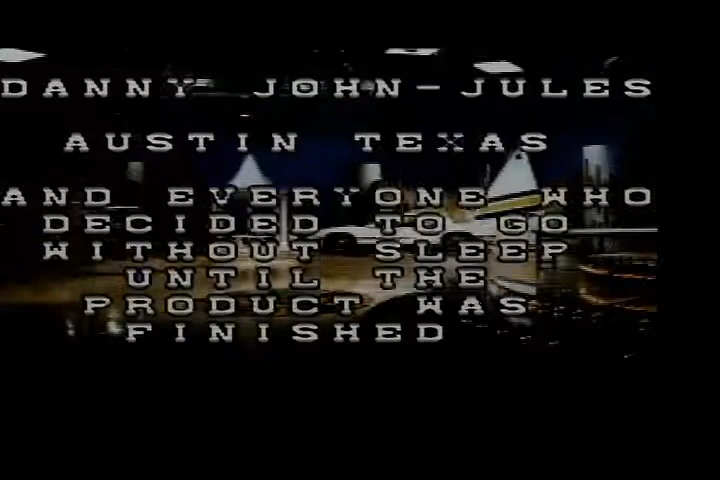 DANNY JOHN-JULES
AUSTIN TEXAS
AND EVERYONE WHO
DECIDED TO GO
WITHOUT SLEEP
UNTIL THE
PRODUCT WAS
FINISHED